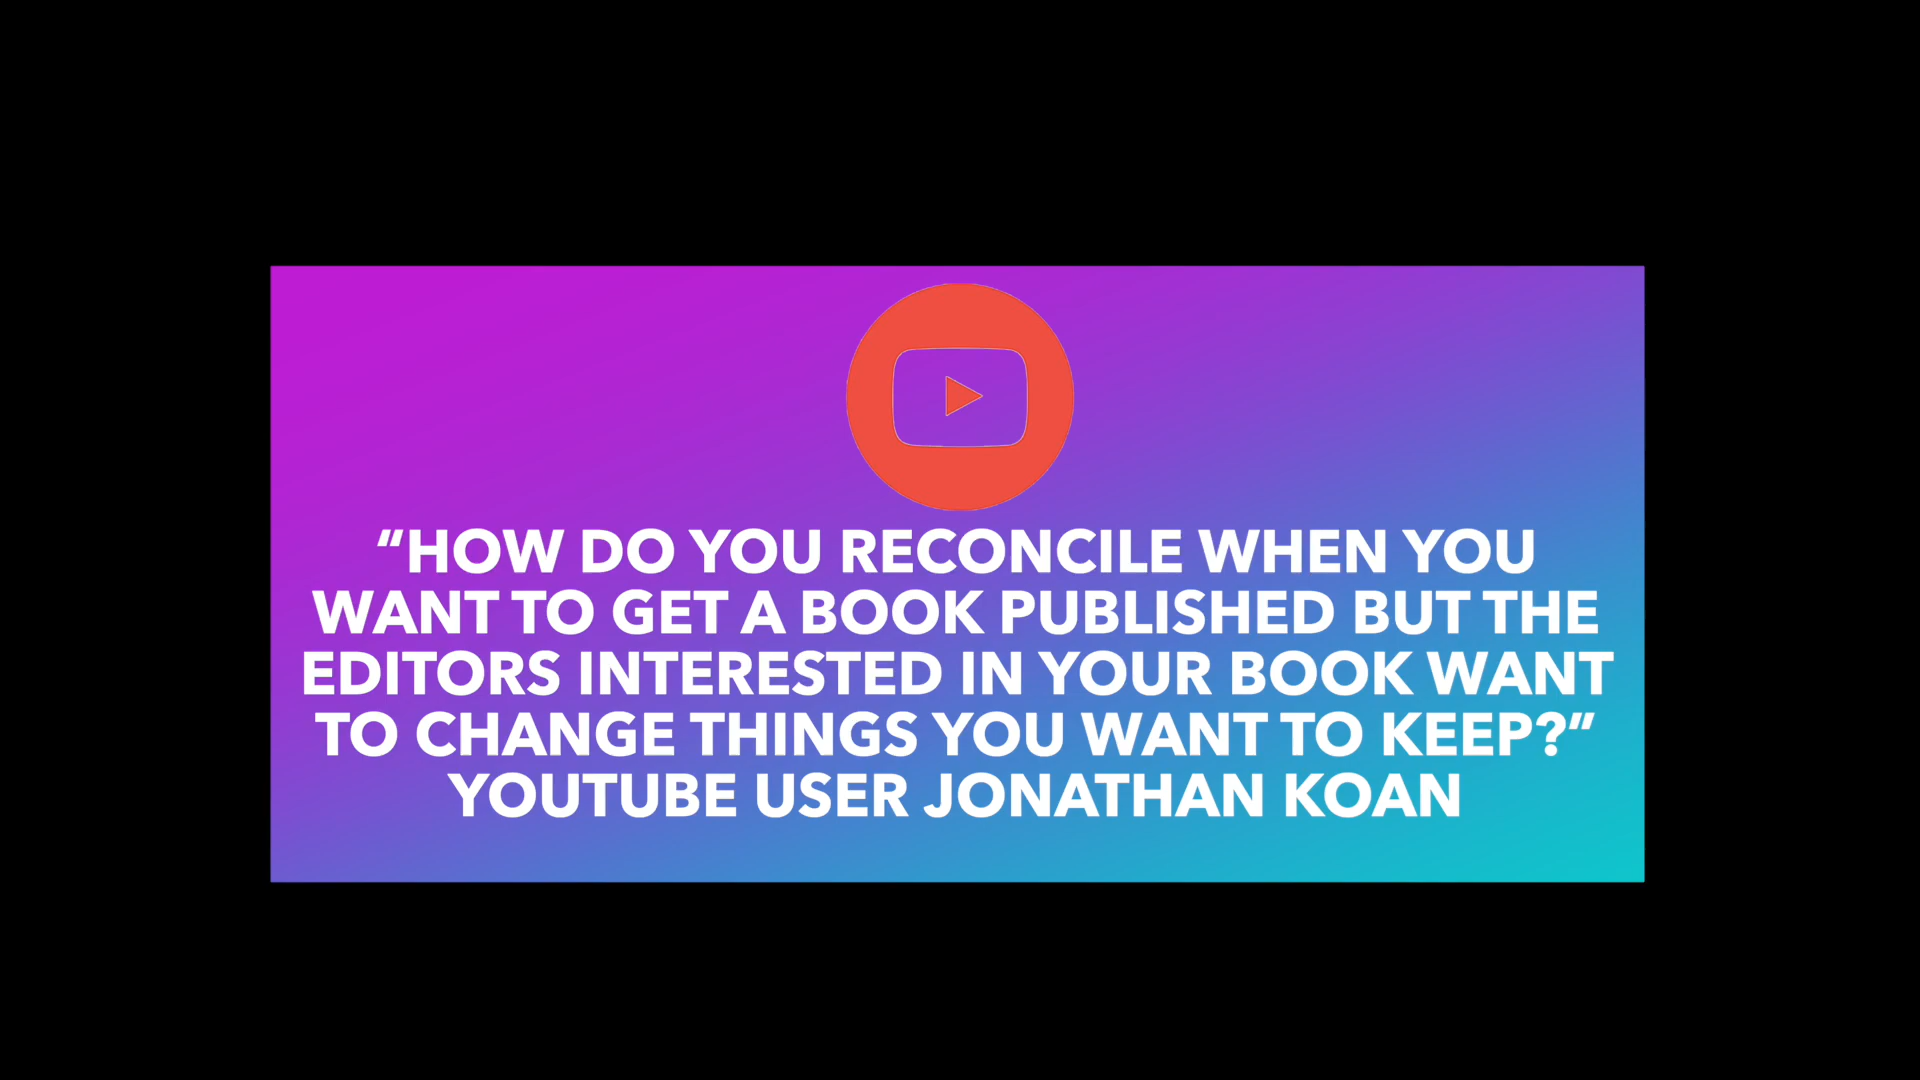 “HOW DO YOU RECONCILE WHEN YOU
WANT TO GET A BOOK PUBLISHED BUT THE
EDITORS INTERESTED IN YOUR BOOK WANT
TO CHANGE THINGS YOU WANT TO KEEP?”
YOUTUBE USER JONATHAN KOAN